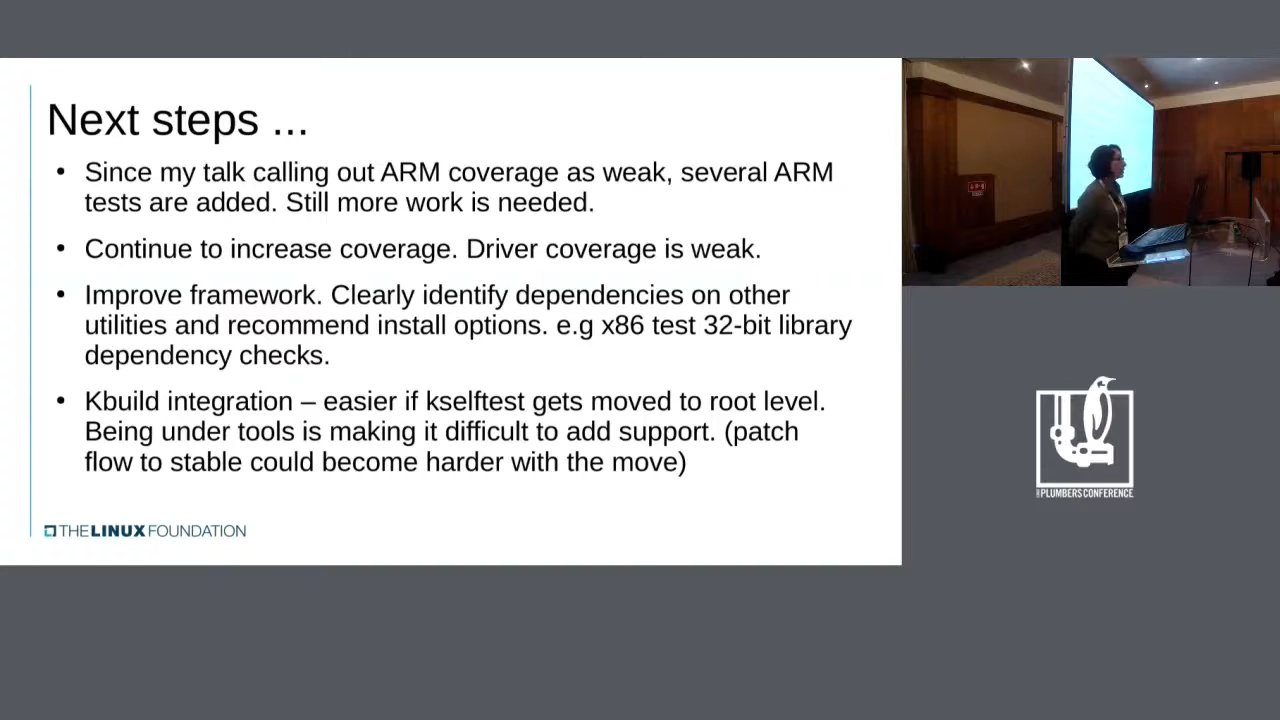 Next steps ...
• Since my talk calling out ARM coverage as weak, several ARM
tests are added. Still more work is needed.
• Continue to increase coverage. Driver coverage is weak.
• Improve framework. Clearly identify dependencies on other
utilities and recommend install options. e.g x86 test 32-bit library
dependency checks.
• Kbuild integration – easier if kselftest gets moved to root level.
Being under tools is making it difficult to add support. (patch
flow to stable could become harder with the move)
THE LINUX FOUNDATION
PLUMBERS CONFERENCE